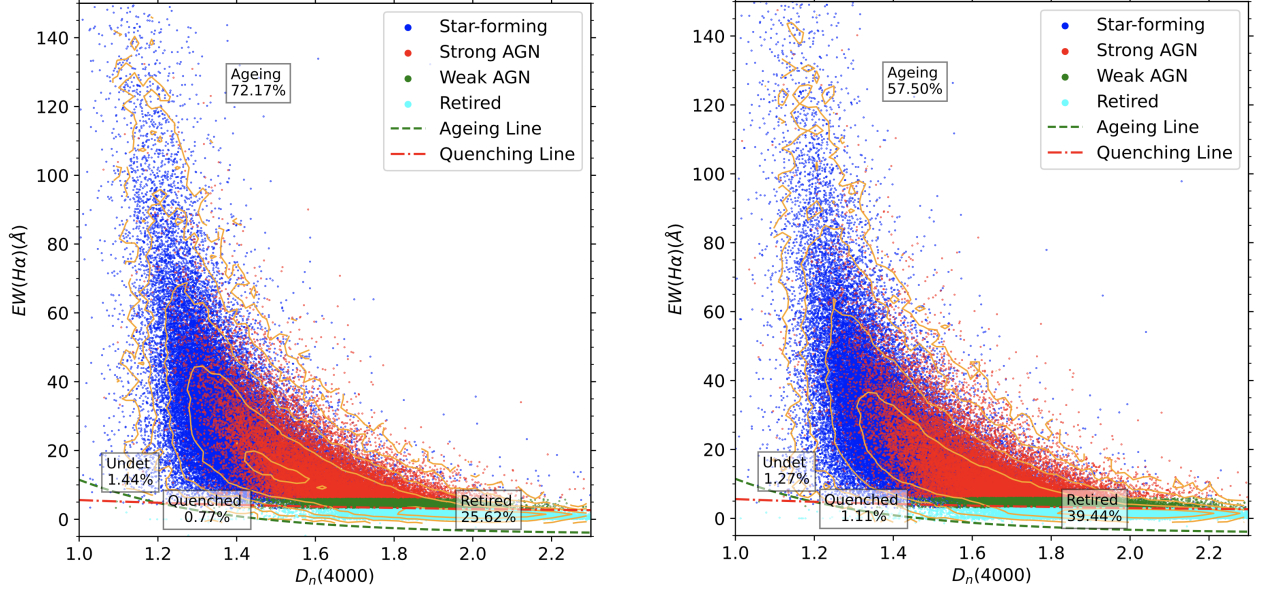 140
120
100
80
60
40
20
0
EW(Hα)(Å)
Star-forming
Strong AGN
Weak AGN
Retired
Ageing Line
Quenching Line
Ageing
72.17%
Undet
1.44%
Quenched
0.77%
Retired
25.62%
1.0 1.2 1.4 1.6 1.8 2.0 2.2
Dn(4000)
140
120
100
80
60
40
20
0
EW(Hα)(Å)
Star-forming
Strong AGN
Weak AGN
Retired
Ageing Line
Quenching Line
Ageing
57.50%
Undet
1.27%
Quenched
1.11%
Retired
39.44%
1.0 1.2 1.4 1.6 1.8 2.0 2.2
Dn(4000)